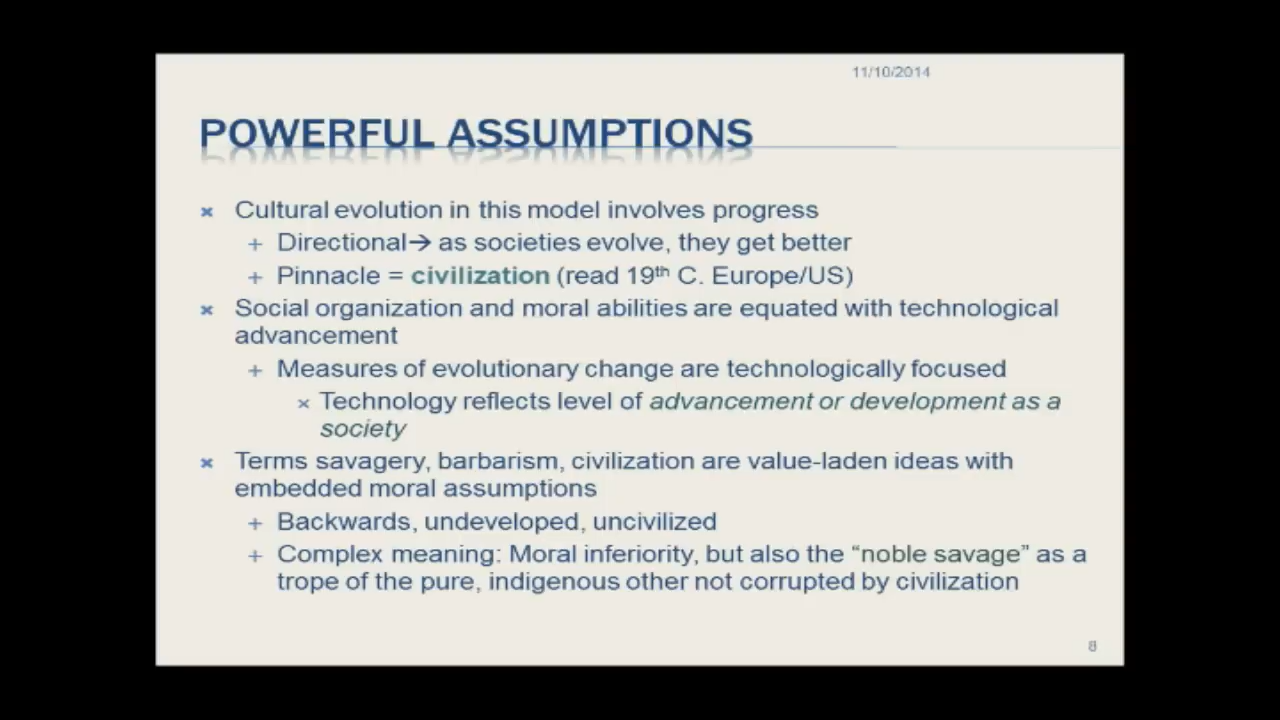 11/10/2014
POWERFUL ASSUMPTIONS
× Cultural evolution in this model involves progress
+ Directional→ as societies evolve, they get better
+ Pinnacle = civilization (read 19th C. Europe/US)
× Social organization and moral abilities are equated with technological
advancement
+ Measures of evolutionary change are technologically focused
× Technology reflects level of advancement or development as a
society
× Terms savagery, barbarism, civilization are value-laden ideas with
embedded moral assumptions
+ Backwards, undeveloped, uncivilized
+ Complex meaning: Moral inferiority, but also the “noble savage” as a
trope of the pure, indigenous other not corrupted by civilization
8